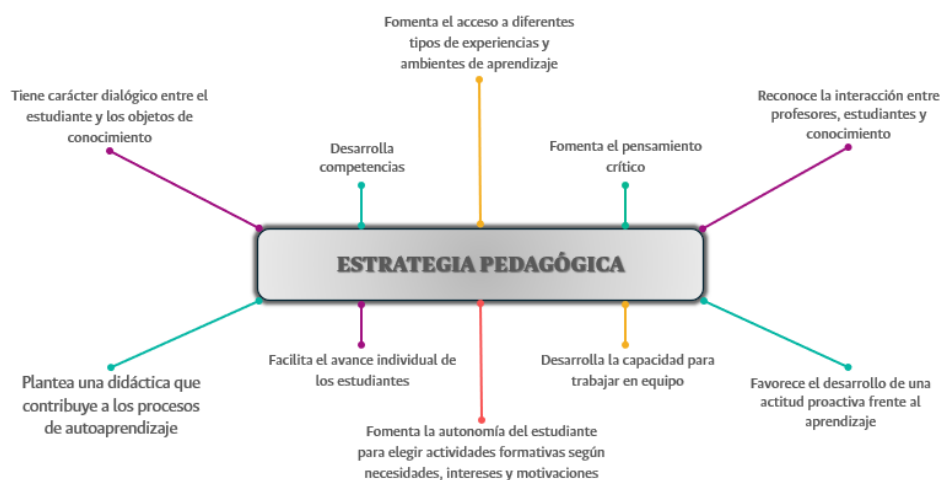 Fomenta el acceso a diferentes
tipos de experiencias y
ambientes de aprendizaje
Tiene carácter dialógico entre el
estudiante y los objetos de
conocimiento
Reconoce la interacción entre
profesores, estudiantes y
conocimiento
Desarrolla
competencias
Fomenta el pensamiento
crítico
ESTRATEGIA PEDAGÓGICA
Plantea una didáctica que
contribuye a los procesos
de autoaprendizaje
Facilita el avance individual de
los estudiantes
Desarrolla la capacidad para
trabajar en equipo
Favorece el desarrollo de una
actitud proactiva frente al
aprendizaje
Fomenta la autonomía del estudiante
para elegir actividades formativas según
necesidades, intereses y motivaciones